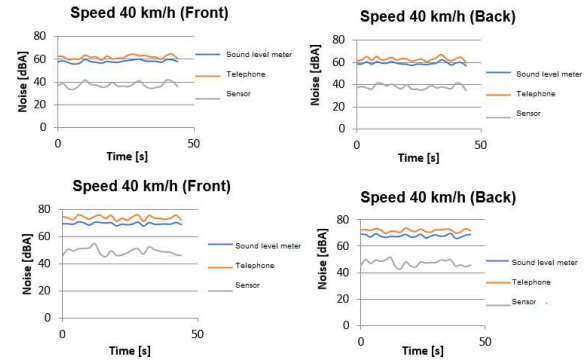 Speed 40 km/h (Front)
80
60
40
20
0
0
50
Noise [dBA]
Time [s]
Sound level meter
Telephone
Sensor
Speed 40 km/h (Back)
80
60
40
20
0
0
50
Noise [dBA]
Time [s]
Sound level meter
Telephone
Sensor
Speed 40 km/h (Front)
80
60
40
20
0
0
50
Noise [dBA]
Time [s]
Sound level meter
Telephone
Sensor
Speed 40 km/h (Back)
80
60
40
20
0
0
50
Noise [dBA]
Time [s]
Sound level meter
Telephone
Sensor